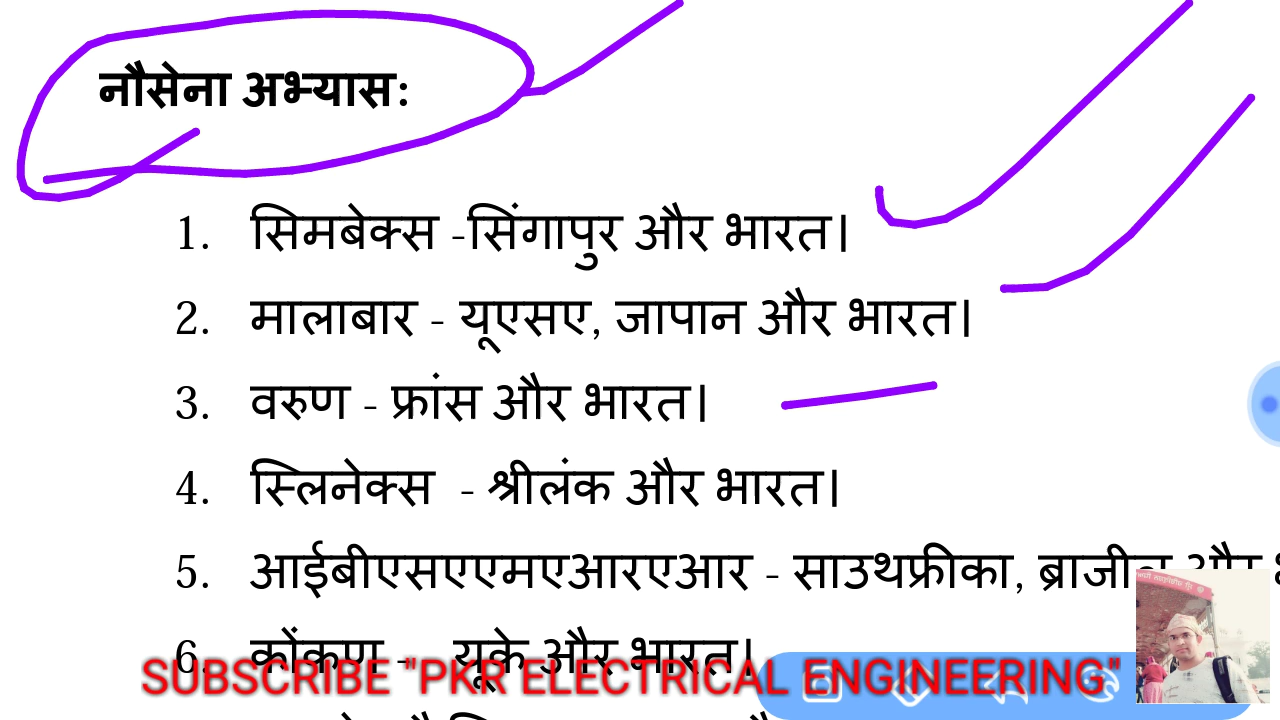 नौसेना अभ्यास:
1. सिमबेक्स -सिंगापुर और भारत।
2. मालाबार - यूएसए, जापान और भारत।
3. वरुण - फ्रांस और भारत।
4. स्लिनेक्स - श्रीलंक और भारत।
5. आईबीएसएएमएआरएआर - साउथफ्रीका, ब्राजील और
6. कोंकण - यूके और भारत।
SUBSCRIBE "PKR ELECTRICAL ENGINEERING"